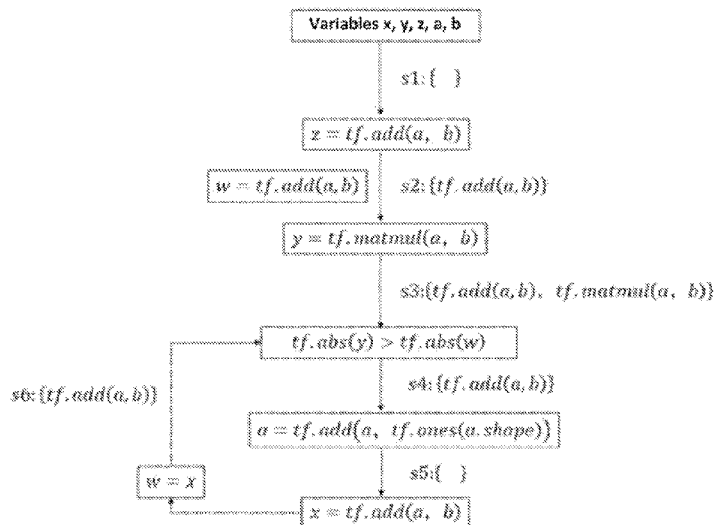 Variables x, y, z, a, b
s1:{ }
x = tf.add(a, b)
w = tf.add(a,b)
s2:{tf.add(a,b)}
y = tf.matmul(a, b)
s3:{tf.add(a,b), tf.matmul(a, b)}
tf.abs(y) > tf.abs(w)
s6:{tf.add(a,b)}
s4:{tf.add(a,b)}
a = tf.add(a, tf.ones(a.shape))
s5:{ }
w = x
x = tf.add(a, b)